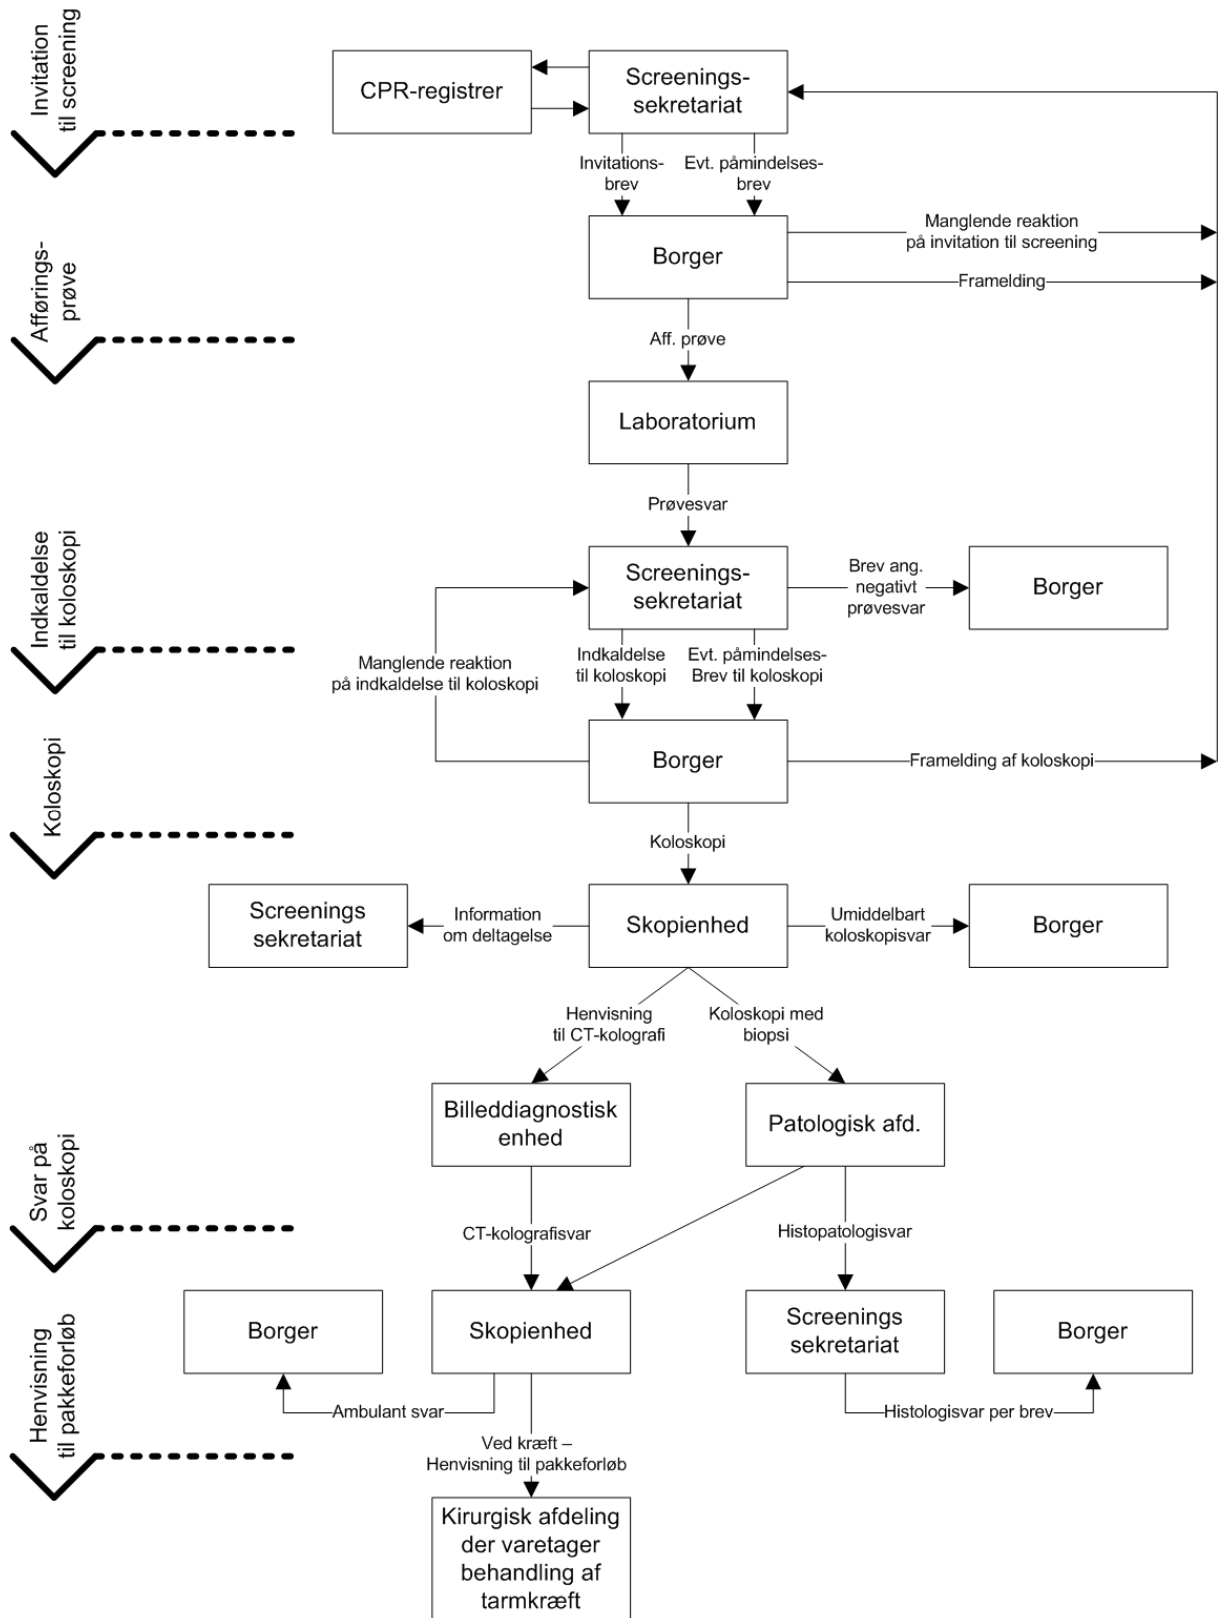 Invitation
til screening
CPR-registrer
Screenings-
sekretariat
Invitations-
brev
Evt. påmindelses-
brev
Afførings-
prøve
Borger
Manglende reaktion
på invitation til screening
Framelding
Aff. prøve
Laboratorium
Prøvesvar
Indkaldelse
til koloskopi
Screenings-
sekretariat
Brev ang.
negativt
prøvesvar
Borger
Manglende reaktion
på indkaldelse til koloskopi
Indkaldelse
til koloskopi
Evt. påmindelses-
Brev til koloskopi
Koloskopi
Borger
Framelding af koloskopi
Koloskopi
Screenings
sekretariat
Information
om deltagelse
Skopienhed
Umiddelbart
koloskopisvar
Borger
Henvisning
til CT-kolografi
Koloskopi med
biopsi
Billeddiagnostisk
enhed
Patologisk afd.
Svar på
koloskopi
CT-kolografisvar
Histopatologisvar
Henvisning
til pakkeforløb
Borger
Skopienhed
Screenings
sekretariat
Borger
Ambulant svar
Histologisvar per brev
Ved kræft –
Henvisning til pakkeforløb
Kirurgisk afdeling
der varetager
behandling af
tarmkræft